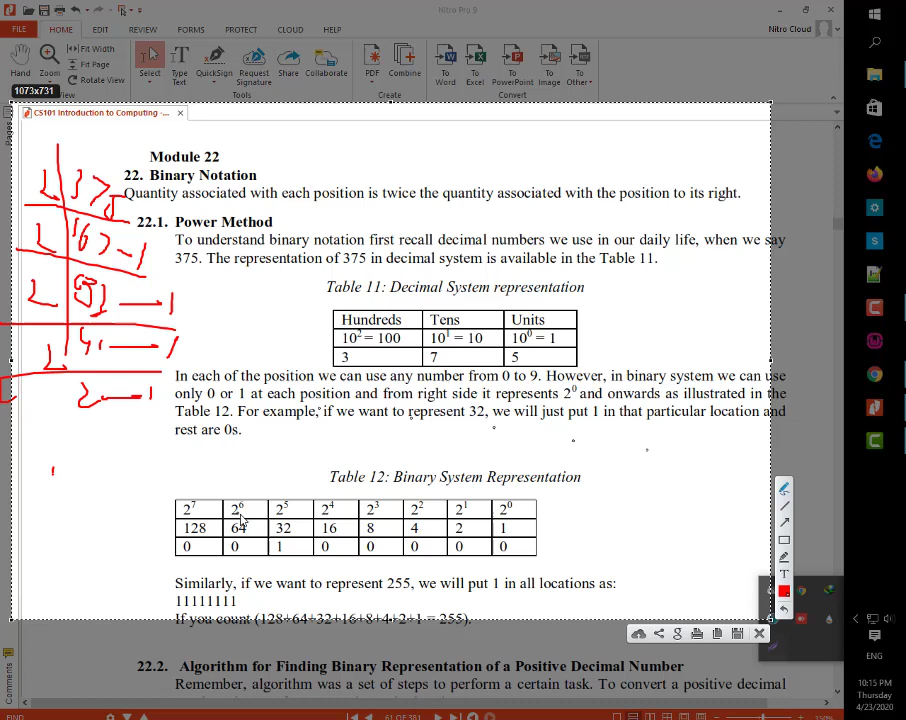 Nitro Pro 9
FILE HOME EDIT REVIEW FORMS PROTECT CLOUD HELP Nitro Cloud
Hand Zoom Fit Width Fit Page Rotate View
Select Type Text QuickSign Request Signature Share Collaborate PDF Combine To Word To Excel To PowerPoint To Image To Other
Tools Create Convert
1073x731
CS101 Introduction to Computing -...
Pages
Module 22
22. Binary Notation
Quantity associated with each position is twice the quantity associated with the position to its right.
22.1. Power Method
To understand binary notation first recall decimal numbers we use in our daily life, when we say
375. The representation of 375 in decimal system is available in the Table 11.
Table 11: Decimal System representation
Hundreds Tens Units
10² = 100 10¹ = 10 10⁰ = 1
3 7 5
In each of the position we can use any number from 0 to 9. However, in binary system we can use
only 0 or 1 at each position and from right side it represents 2⁰ and onwards as illustrated in the
Table 12. For example, if we want to represent 32, we will just put 1 in that particular location and
rest are 0s.
Table 12: Binary System Representation
2⁷ 2⁶ 2⁵ 2⁴ 2³ 2² 2¹ 2⁰
128 64 32 16 8 4 2 1
0 0 1 0 0 0 0 0
Similarly, if we want to represent 255, we will put 1 in all locations as:
11111111
If you count (128+64+32+16+8+4+2+1 = 255).
22.2. Algorithm for Finding Binary Representation of a Positive Decimal Number
Remember, algorithm was a set of steps to perform a certain task. To convert a positive decimal
Comments
FIND
61 OF 381
150%
ENG
10:15 PM
Thursday
4/23/2020